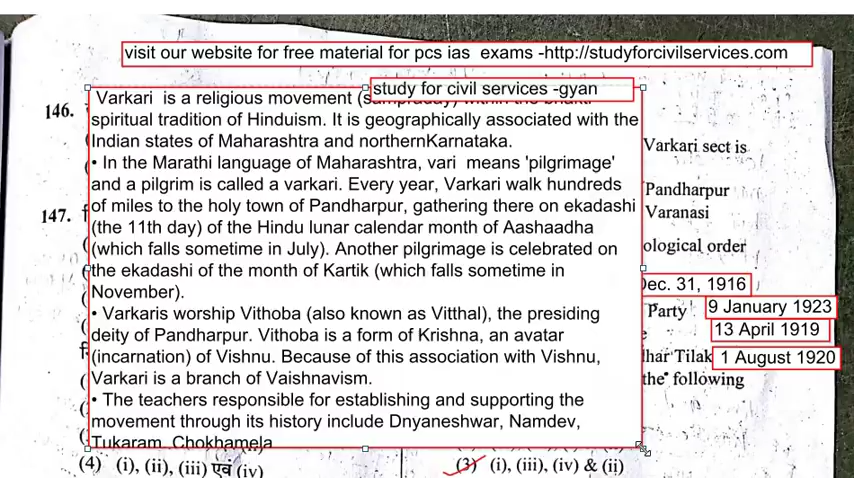 visit our website for free material for pcs ias exams -http://studyforcivilservices.com
study for civil services -gyan
146.
Varkari is a religious movement (sampraday) within the bhakti
spiritual tradition of Hinduism. It is geographically associated with the
Indian states of Maharashtra and northernKarnataka.
• In the Marathi language of Maharashtra, vari means 'pilgrimage'
and a pilgrim is called a varkari. Every year, Varkari walk hundreds
of miles to the holy town of Pandharpur, gathering there on ekadashi
(the 11th day) of the Hindu lunar calendar month of Aashaadha
(which falls sometime in July). Another pilgrimage is celebrated on
the ekadashi of the month of Kartik (which falls sometime in
November).
• Varkaris worship Vithoba (also known as Vitthal), the presiding
deity of Pandharpur. Vithoba is a form of Krishna, an avatar
(incarnation) of Vishnu. Because of this association with Vishnu,
Varkari is a branch of Vaishnavism.
• The teachers responsible for establishing and supporting the
movement through its history include Dnyaneshwar, Namdev,
Tukaram, Chokhamela
Varkari sect is
Pandharpur
147.
Varanasi
ological order
Dec. 31, 1916
Party 9 January 1923
13 April 1919
dhar Tilak 1 August 1920
the following
(4) (i), (ii), (iii) एवं (iv)
(3) (i), (iii), (iv) & (ii)